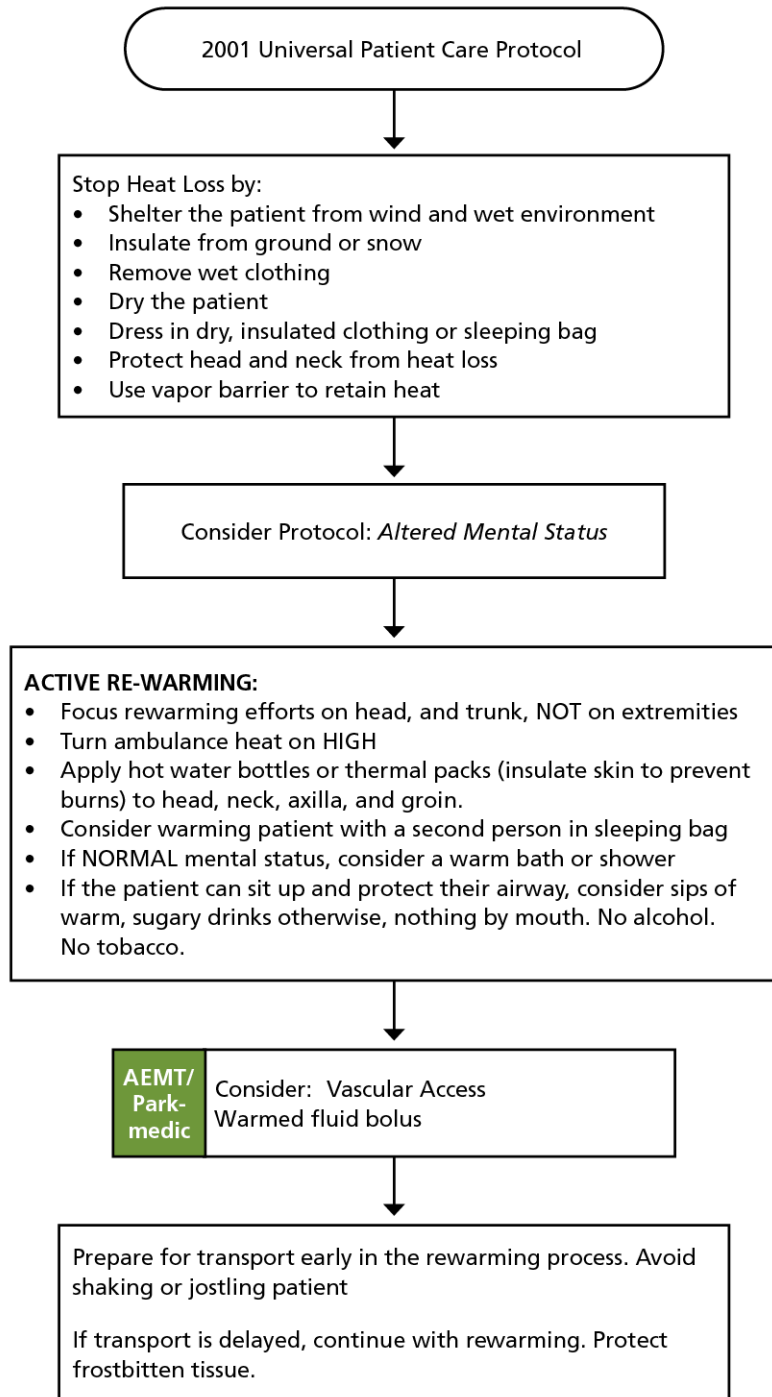 2001 Universal Patient Care Protocol
Stop Heat Loss by:
• Shelter the patient from wind and wet environment
• Insulate from ground or snow
• Remove wet clothing
• Dry the patient
• Dress in dry, insulated clothing or sleeping bag
• Protect head and neck from heat loss
• Use vapor barrier to retain heat
Consider Protocol: Altered Mental Status
ACTIVE RE-WARMING:
• Focus rewarming efforts on head, and trunk, NOT on extremities
• Turn ambulance heat on HIGH
• Apply hot water bottles or thermal packs (insulate skin to prevent
burns) to head, neck, axilla, and groin.
• Consider warming patient with a second person in sleeping bag
• If NORMAL mental status, consider a warm bath or shower
• If the patient can sit up and protect their airway, consider sips of
warm, sugary drinks otherwise, nothing by mouth. No alcohol.
No tobacco.
AEMT/
Park-
medic
Consider: Vascular Access
Warmed fluid bolus
Prepare for transport early in the rewarming process. Avoid
shaking or jostling patient
If transport is delayed, continue with rewarming. Protect
frostbitten tissue.